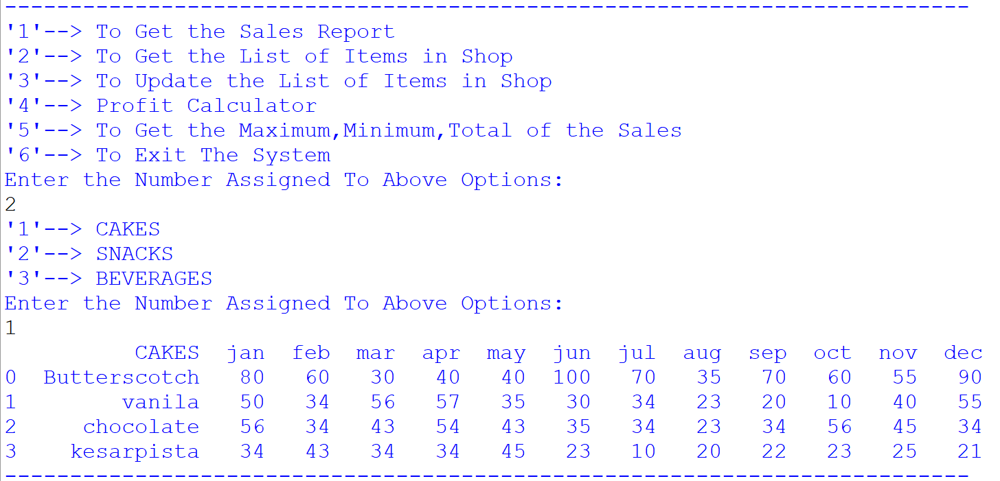 --------------------------------------------------------------------------
'1'--> To Get the Sales Report
'2'--> To Get the List of Items in Shop
'3'--> To Update the List of Items in Shop
'4'--> Profit Calculator
'5'--> To Get the Maximum,Minimum,Total of the Sales
'6'--> To Exit The System
Enter the Number Assigned To Above Options:
2
'1'--> CAKES
'2'--> SNACKS
'3'--> BEVERAGES
Enter the Number Assigned To Above Options:
1
          CAKES  jan  feb  mar  apr  may  jun  jul  aug  sep  oct  nov  dec
0  Butterscotch   80   60   30   40   40  100   70   35   70   60   55   90
1        vanila   50   34   56   57   35   30   34   23   20   10   40   55
2     chocolate   56   34   43   54   43   35   34   23   34   56   45   34
3    kesarpista   34   43   34   34   45   23   10   20   22   23   25   21
--------------------------------------------------------------------------